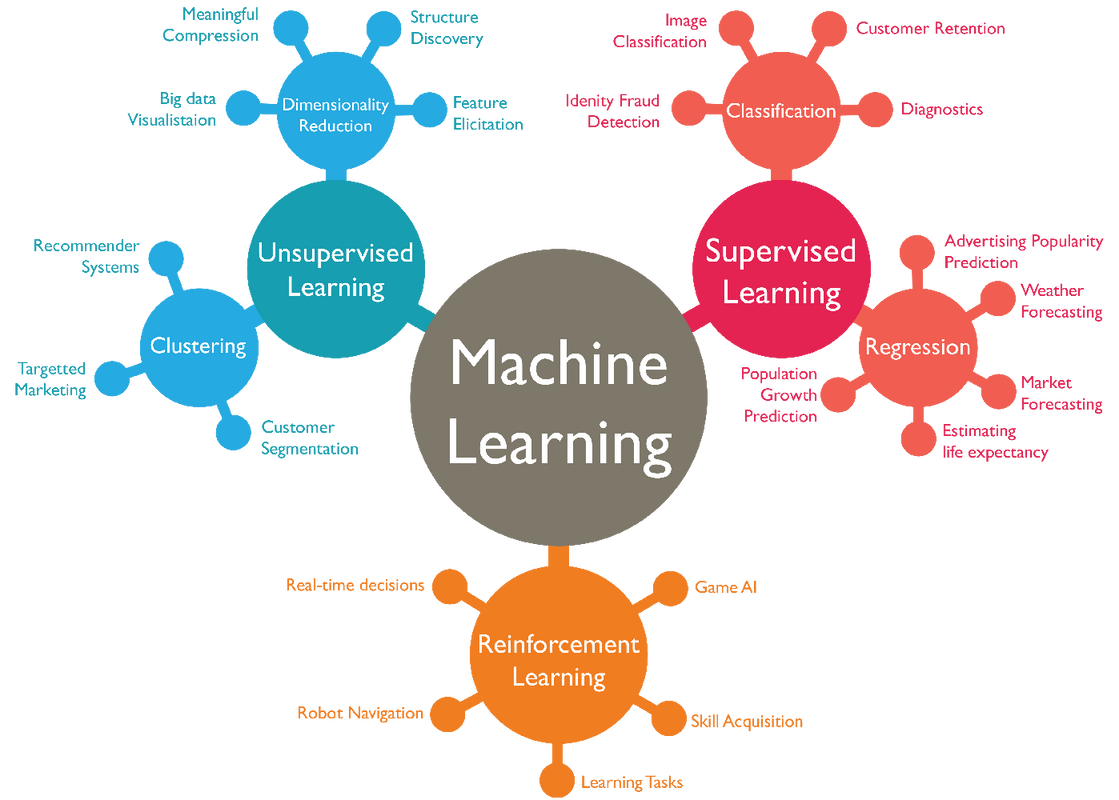 Machine
Learning
Unsupervised
Learning
Dimensionality
Reduction
Meaningful
Compression
Structure
Discovery
Big data
Visualistaion
Feature
Elicitation
Clustering
Recommender
Systems
Targetted
Marketing
Customer
Segmentation
Supervised
Learning
Classification
Image
Classification
Customer Retention
Idenity Fraud
Detection
Diagnostics
Regression
Advertising Popularity
Prediction
Weather
Forecasting
Population
Growth
Prediction
Market
Forecasting
Estimating
life expectancy
Reinforcement
Learning
Real-time decisions
Game AI
Robot Navigation
Skill Acquisition
Learning Tasks